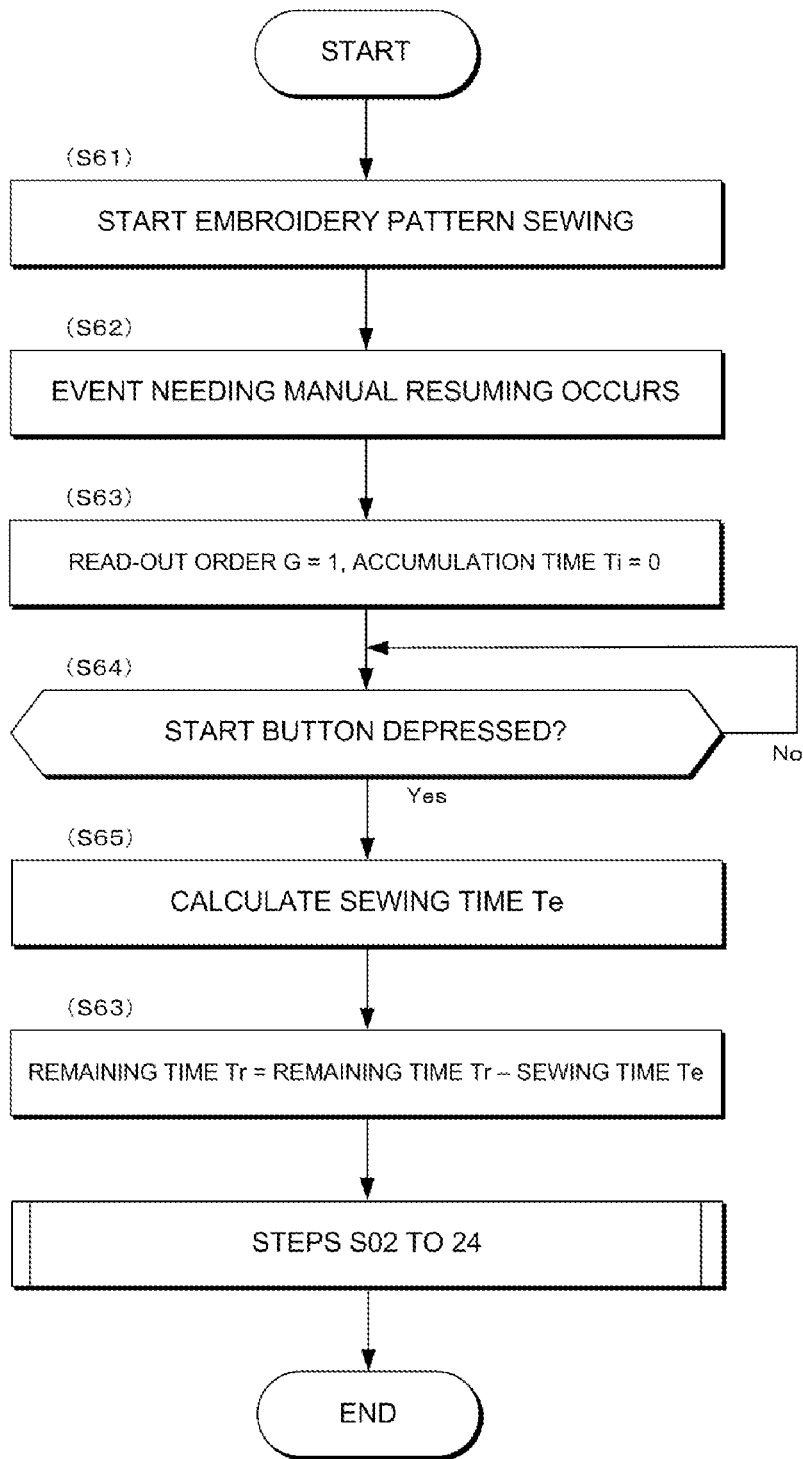 START
(S61)
START EMBROIDERY PATTERN SEWING
(S62)
EVENT NEEDING MANUAL RESUMING OCCURS
(S63)
READ-OUT ORDER G = 1, ACCUMULATION TIME Ti = 0
(S64)
START BUTTON DEPRESSED?
No
Yes
(S65)
CALCULATE SEWING TIME Te
(S63)
REMAINING TIME Tr = REMAINING TIME Tr – SEWING TIME Te
STEPS S02 TO 24
END